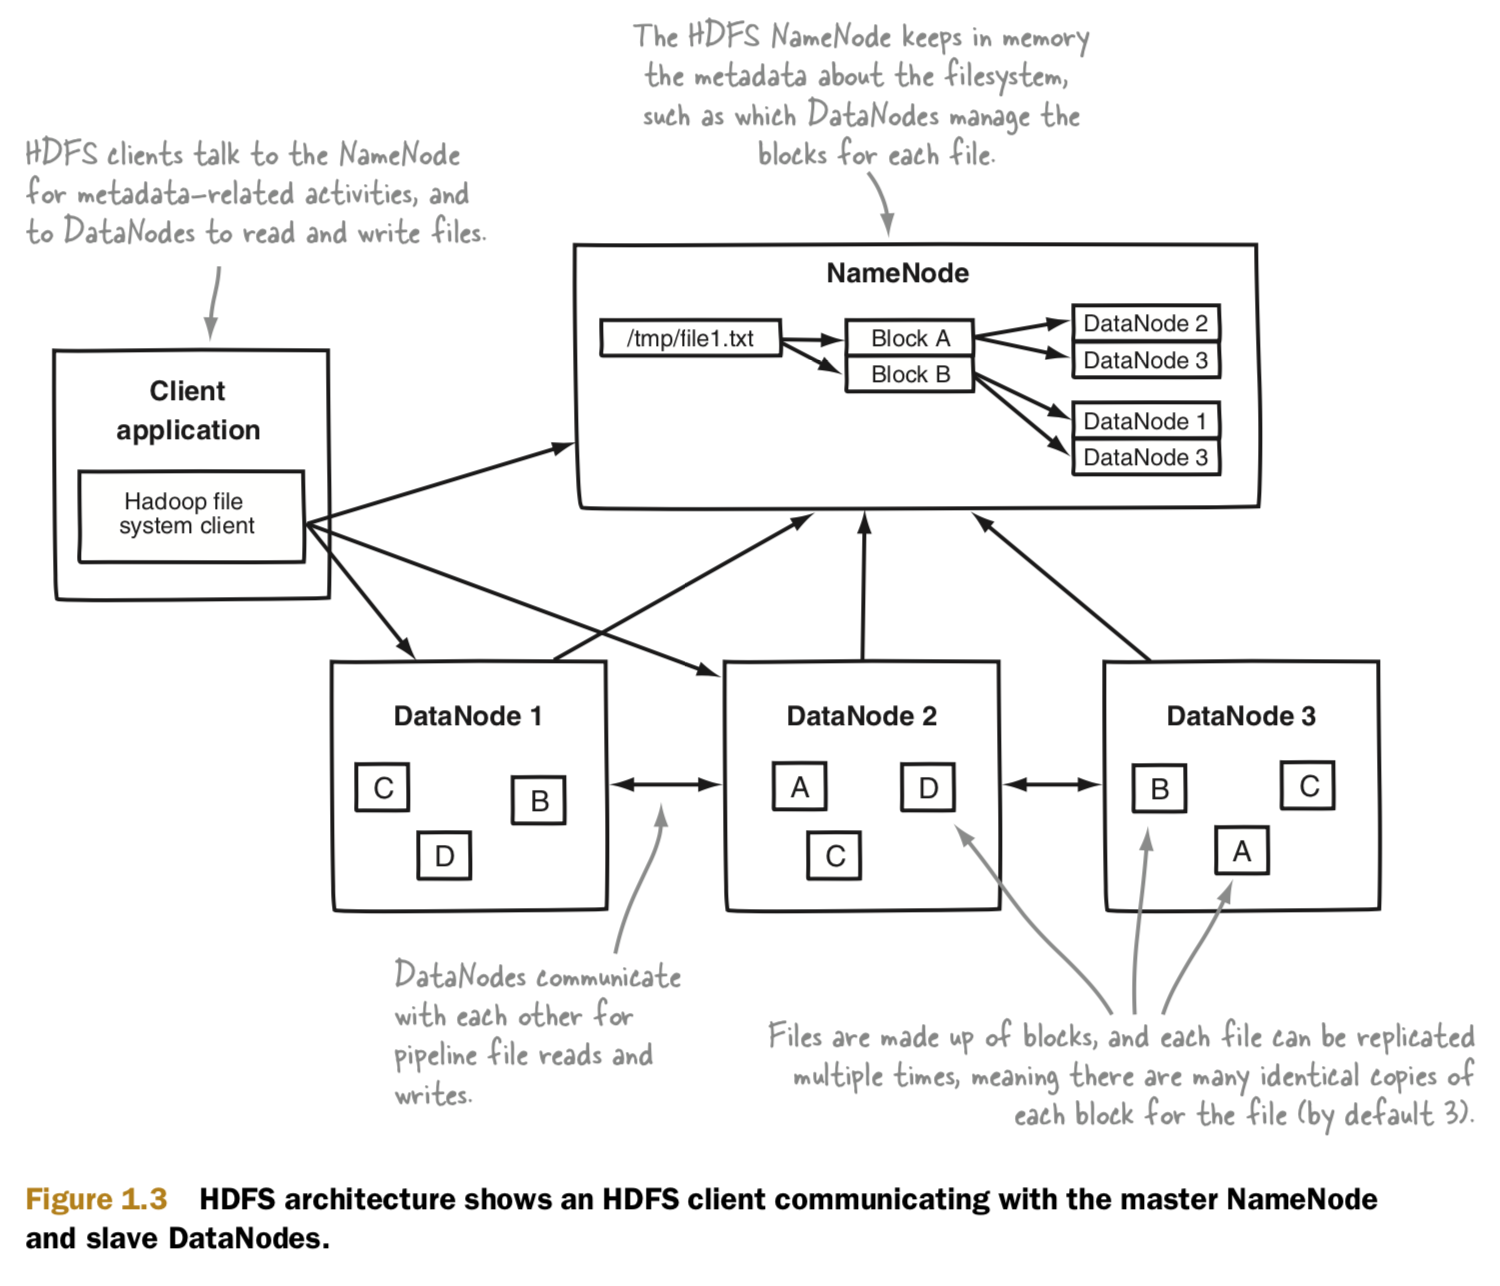 The HDFS NameNode keeps in memory
the metadata about the filesystem,
such as which DataNodes manage the
blocks for each file.
HDFS clients talk to the NameNode
for metadata-related activities, and
to DataNodes to read and write files.
NameNode
/tmp/file1.txt
Block A
Block B
DataNode 2
DataNode 3
DataNode 1
DataNode 3
Client
application
Hadoop file
system client
DataNode 1
C
B
D
DataNode 2
A
D
C
DataNode 3
B
C
A
DataNodes communicate
with each other for
pipeline file reads and
writes.
Files are made up of blocks, and each file can be replicated
multiple times, meaning there are many identical copies of
each block for the file (by default 3).
Figure 1.3 HDFS architecture shows an HDFS client communicating with the master NameNode
and slave DataNodes.